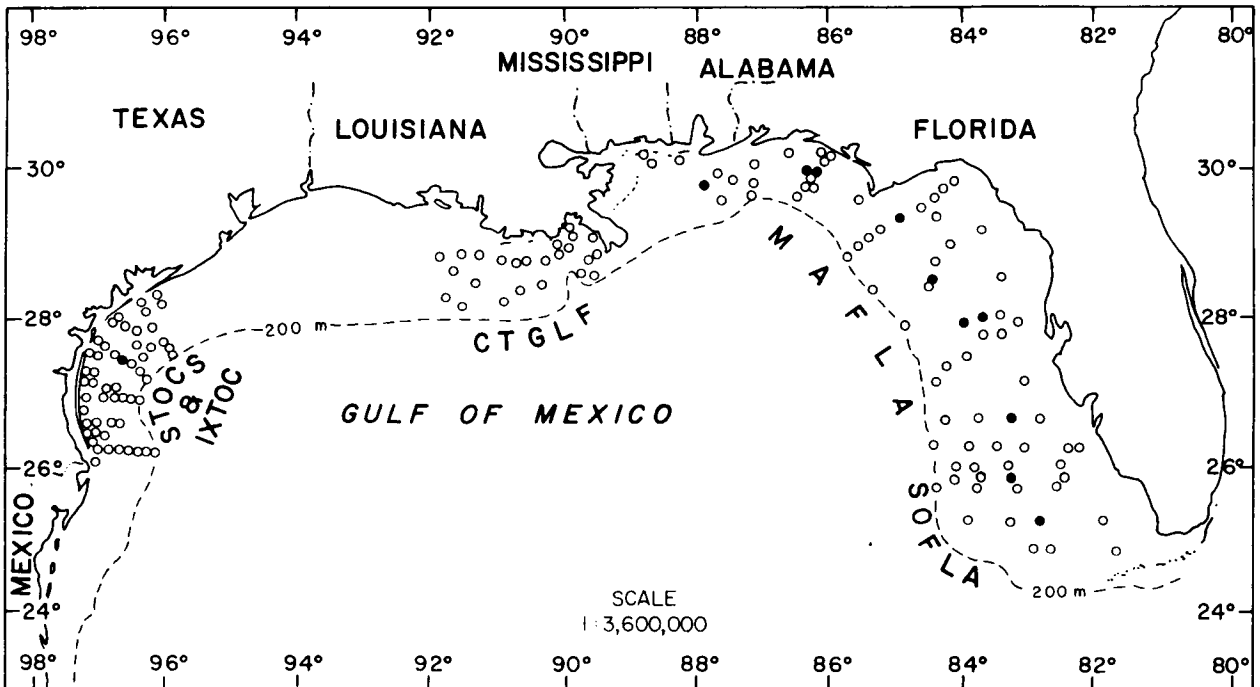 98° 96° 94° 92° 90° 88° 86° 84° 82° 80°
MISSISSIPPI ALABAMA
TEXAS LOUISIANA FLORIDA
30° 30°
MAFLA
28° 200 m CTGLF 28°
STOCS
&
IXTOC
GULF OF MEXICO
26° 26°
SOFLA
MEXICO
SCALE
1:3,600,000
200 m
24° 24°
98° 96° 94° 92° 90° 88° 86° 84° 82° 80°